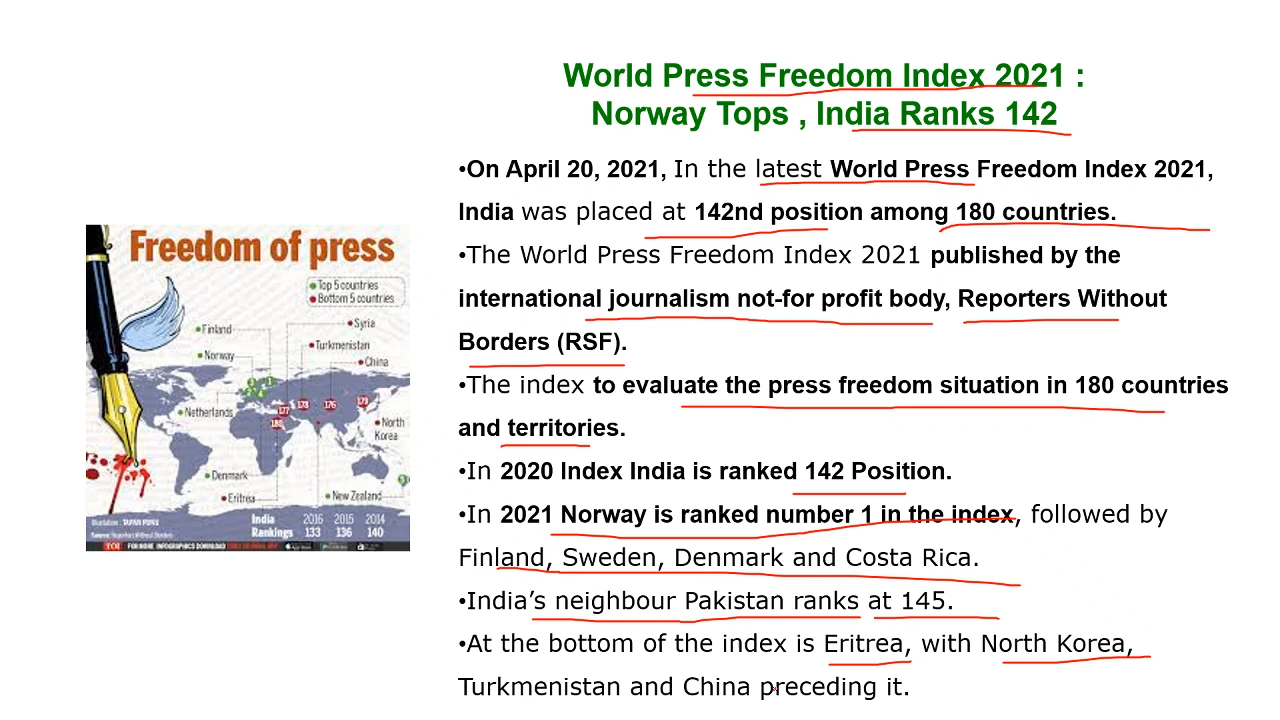 World Press Freedom Index 2021 :
Norway Tops , India Ranks 142
•On April 20, 2021, In the latest World Press Freedom Index 2021,
India was placed at 142nd position among 180 countries.
•The World Press Freedom Index 2021 published by the
international journalism not-for profit body, Reporters Without
Borders (RSF).
•The index to evaluate the press freedom situation in 180 countries
and territories.
•In 2020 Index India is ranked 142 Position.
•In 2021 Norway is ranked number 1 in the index, followed by
Finland, Sweden, Denmark and Costa Rica.
•India’s neighbour Pakistan ranks at 145.
•At the bottom of the index is Eritrea, with North Korea,
Turkmenistan and China preceding it.
Freedom of press
Top 5 countries
Bottom 5 countries
Finland
Syria
Norway
Turkmenistan
China
Netherlands
177
178
176
179
180
North
Korea
Denmark
Eritrea
New Zealand
India 2016 2015 2014
Rankings 133 136 140
FOR MORE INFOGRAPHICS DOWNLOAD